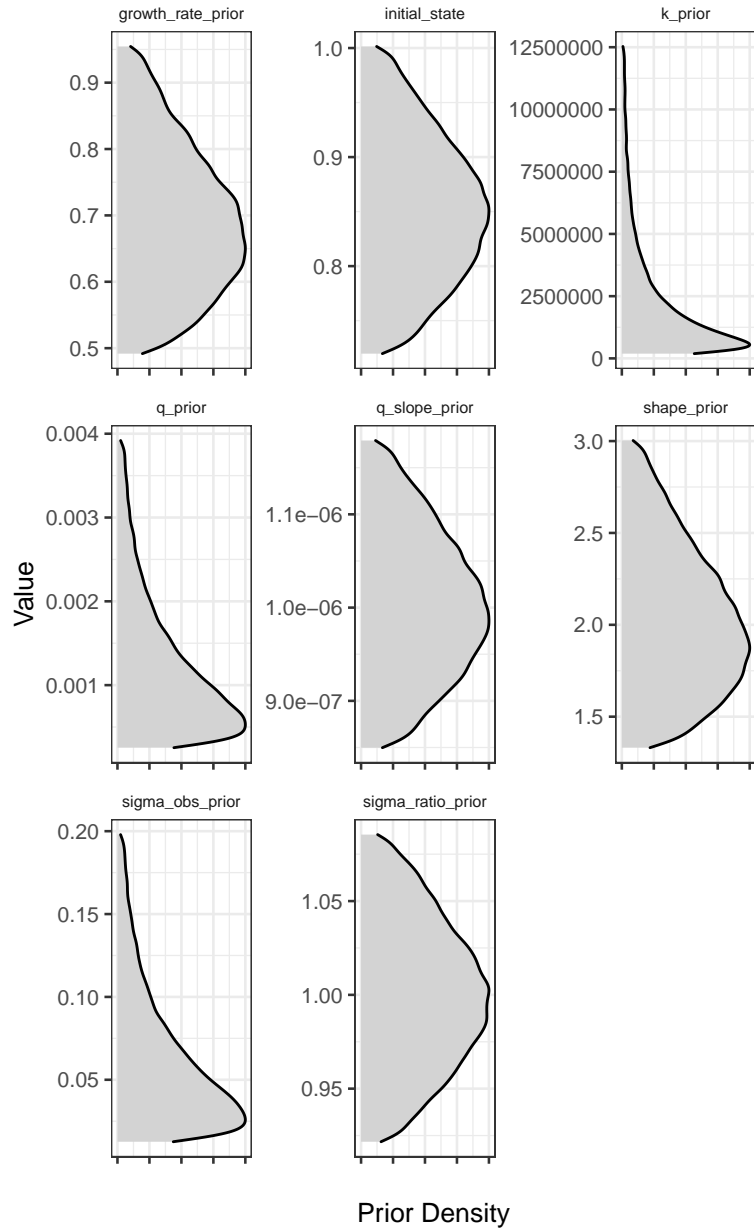 growth_rate_prior
initial_state
k_prior
0.9
0.8
0.7
0.6
0.5
1.0
0.9
0.8
12500000
10000000
7500000
5000000
2500000
0
q_prior
q_slope_prior
shape_prior
0.004
0.003
0.002
0.001
1.1e−06
1.0e−06
9.0e−07
3.0
2.5
2.0
1.5
Value
sigma_obs_prior
sigma_ratio_prior
0.20
0.15
0.10
0.05
1.05
1.00
0.95
Prior Density